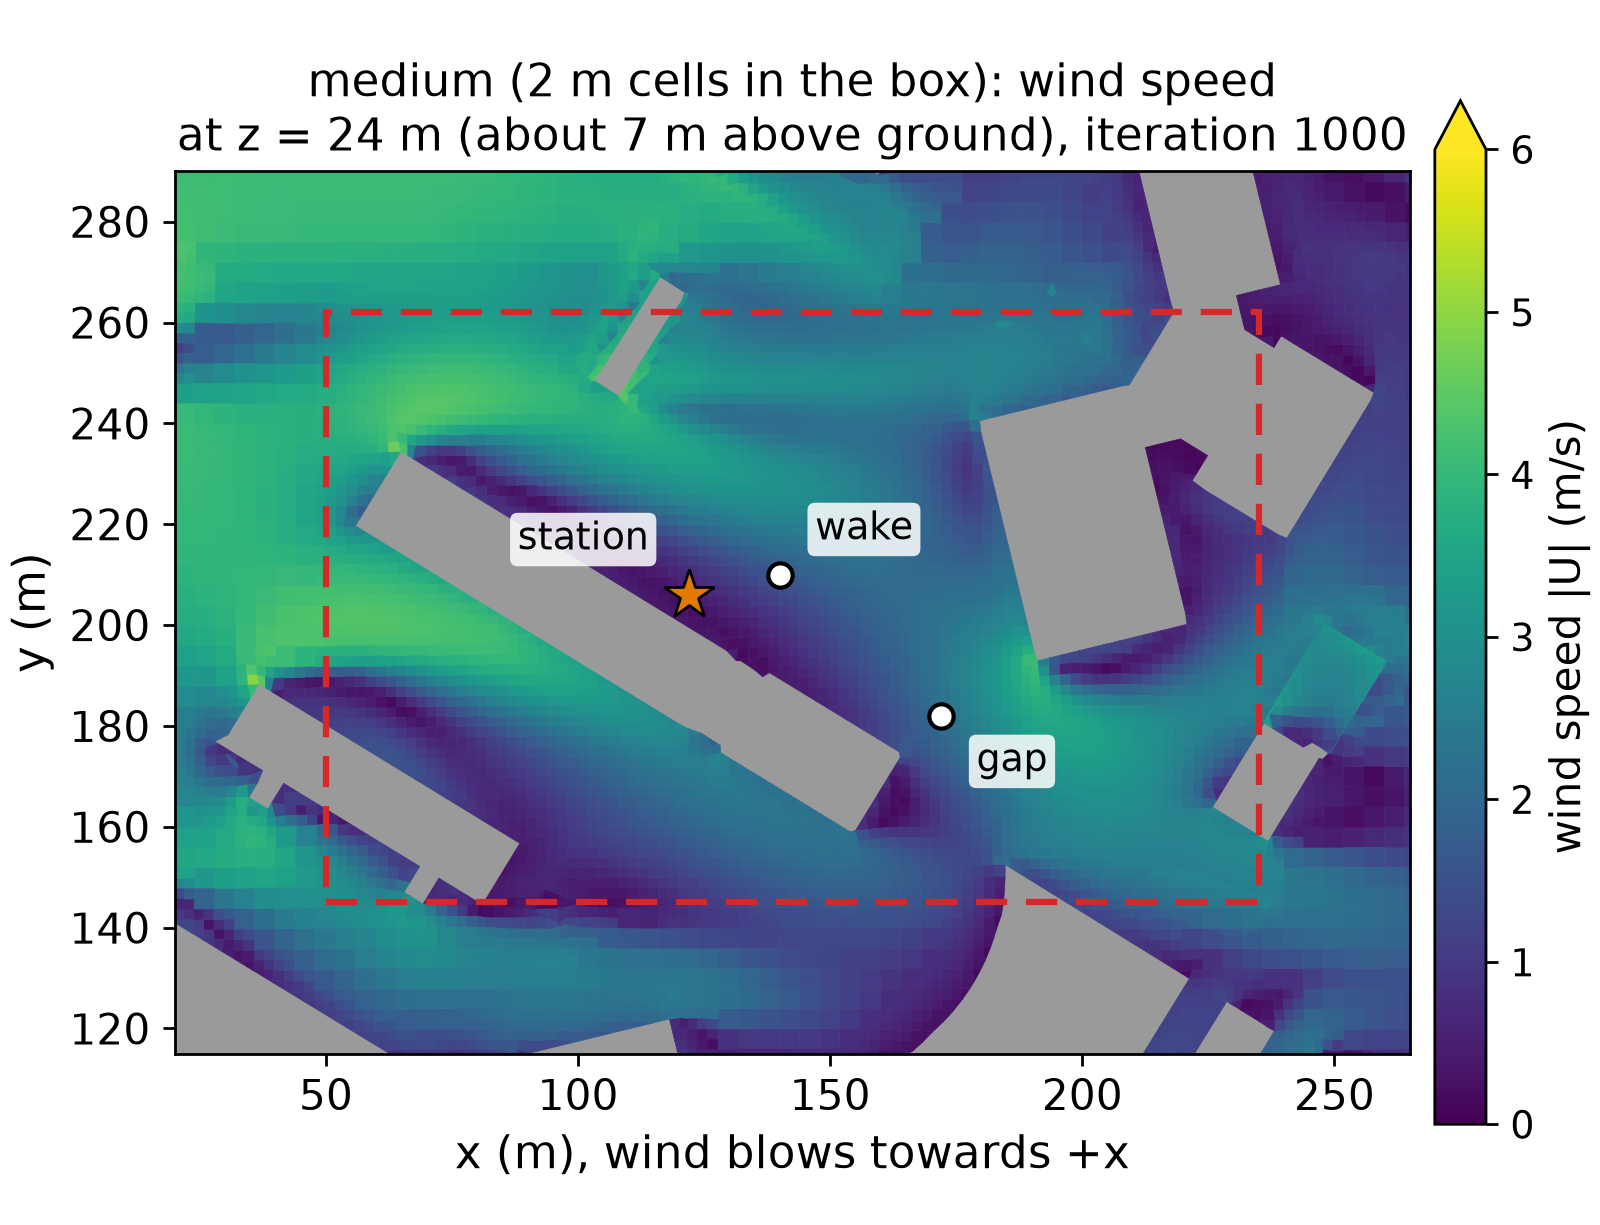 medium (2 m cells in the box): wind speed
at z = 24 m (about 7 m above ground), iteration 1000
280
260
240
220
200
180
160
140
120
y (m)
station
wake
gap
50
100
150
200
250
x (m), wind blows towards +x
6
5
4
3
2
1
0
wind speed |U| (m/s)